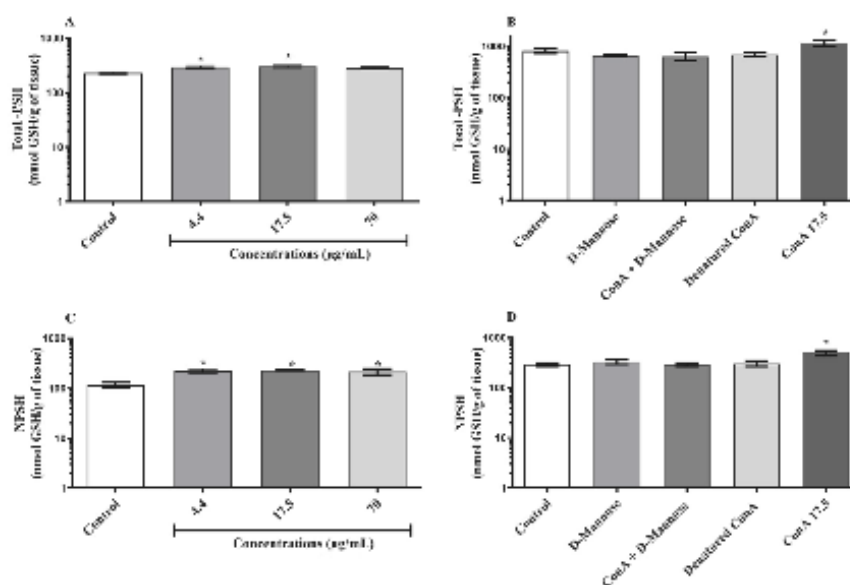 A
Total -PSH
(nmol GSH/g of tissue)
1000
100
10
1
*
*
Control
4.4
17.5
70
Concentrations (µg/mL)
B
Total -PSH
(nmol GSH/g of tissue)
1000
100
10
1
Control
D-Mannose
ConA + D-Mannose
Denatured ConA
ConA 17.5
C
NPSH
(nmol GSH/g of tissue)
1000
100
10
1
*
*
*
Control
4.4
17.5
70
Concentrations (µg/mL)
D
NPSH
(nmol GSH/g of tissue)
1000
100
10
1
*
Control
D-Mannose
ConA + D-Mannose
Denatured ConA
ConA 17.5